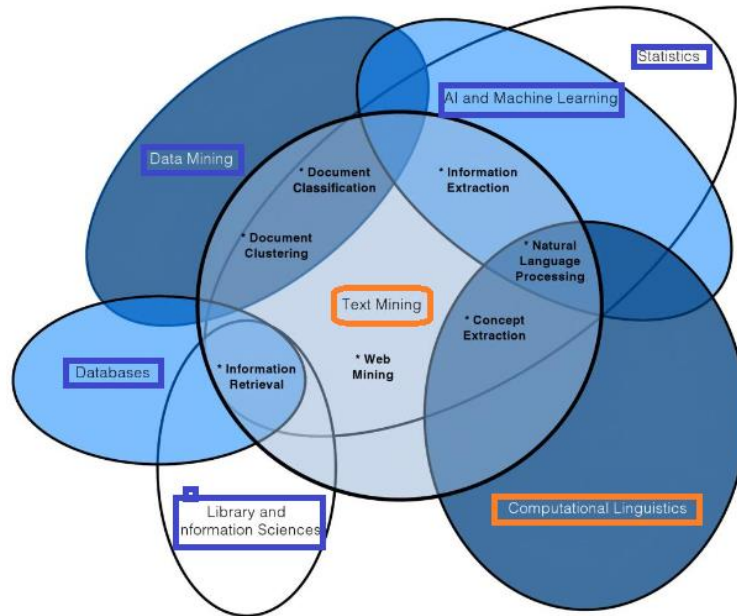 Statistics
AI and Machine Learning
Data Mining
* Document
Classification
* Information
Extraction
* Document
Clustering
* Natural
Language
Processing
Text Mining
* Concept
Extraction
Databases
* Information
Retrieval
* Web
Mining
Library and
nformation Sciences
Computational Linguistics